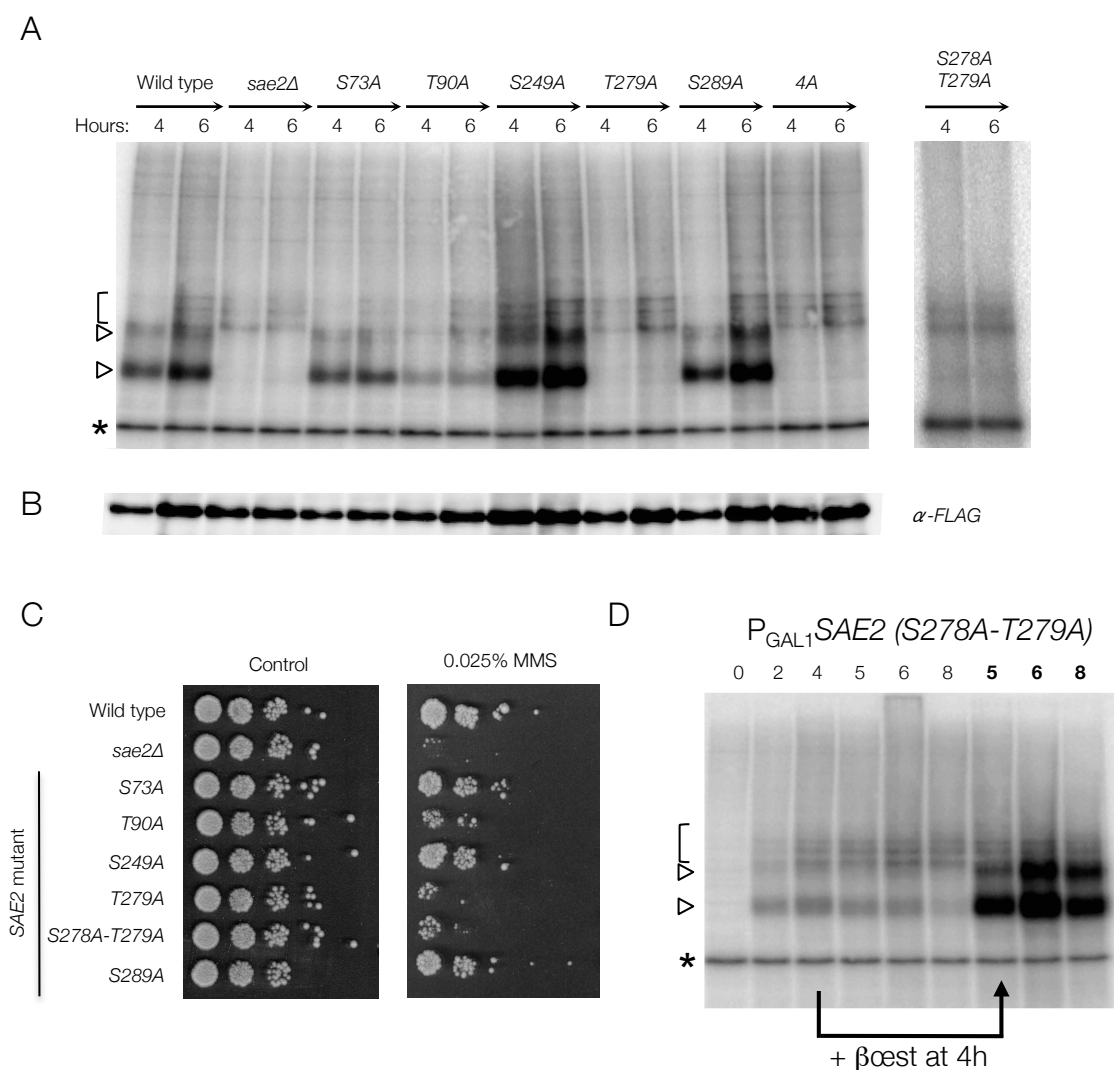 A
Wild type sae2Δ S73A T90A S249A T279A S289A 4A S278A T279A
Hours: 4 6 4 6 4 6 4 6 4 6 4 6 4 6 4 6 4 6
*
B
α-FLAG
C
Control 0.025% MMS
Wild type
sae2Δ
S73A
T90A
S249A
T279A
S278A-T279A
S289A
SAE2 mutant
D
PGAL1SAE2 (S278A-T279A)
0 2 4 5 6 8 5 6 8
*
+ βœst at 4h